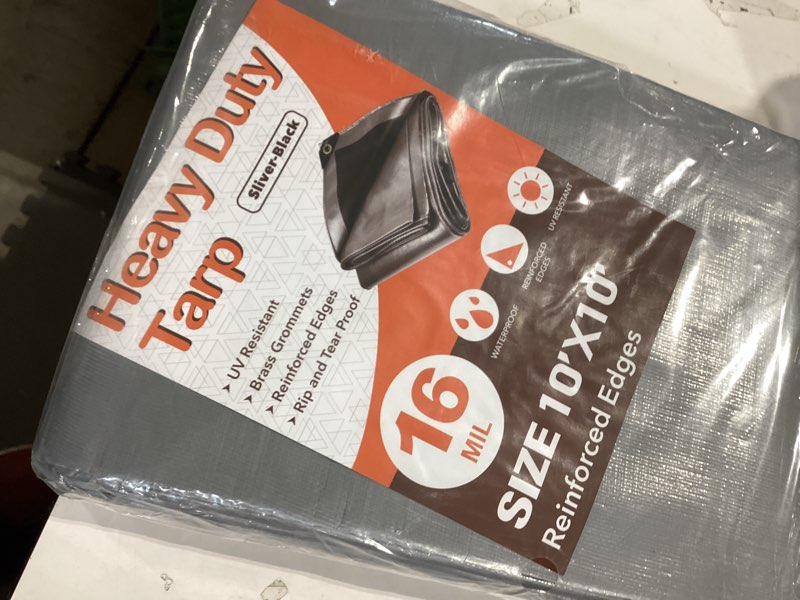 Heavy Duty
Tarp
Sliver-Black
➤ UV Resistant
➤ Brass Grommets
➤ Reinforced Edges
➤ Rip and Tear Proof
UV RESISTANT
REINFORCED
EDGES
WATERPROOF
16
MIL
SIZE 10'X10'
Reinforced Edges